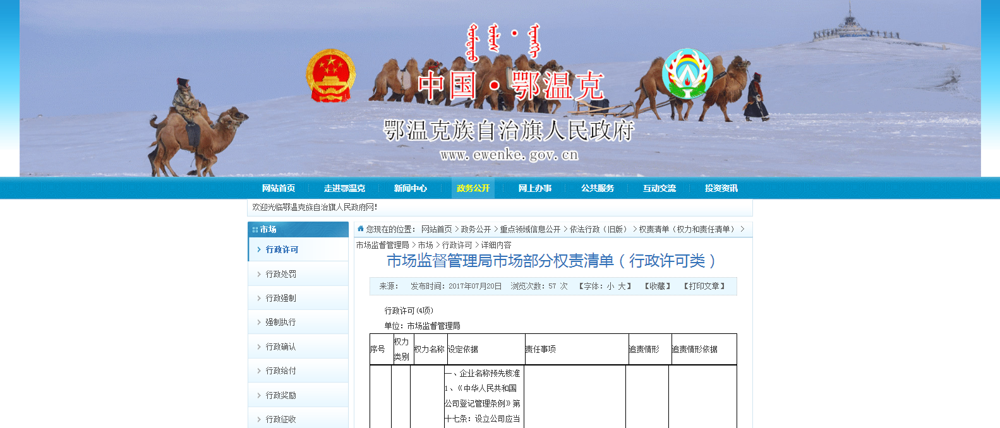 中国·鄂温克
鄂温克族自治旗人民政府
www.ewenke.gov.cn
网站首页 走进鄂温克 新闻中心 政务公开 网上办事 公共服务 互动交流 投资资讯
欢迎光临鄂温克族自治旗人民政府网！
市场
行政许可
行政处罚
行政强制
强制执行
行政确认
行政给付
行政奖励
行政征收
您现在的位置： 网站首页 > 政务公开 > 重点领域信息公开 > 依法行政（旧版） > 权责清单（权力和责任清单） >
市场监督管理局 > 市场 > 行政许可 > 详细内容
市场监督管理局市场部分权责清单（行政许可类）
来源： 发布时间：2017年07月20日 浏览次数：57 次 【字体：小 大】 【收藏】 【打印文章】
行政许可(4项)
单位：市场监督管理局
序号 权力类别 权力名称 设定依据 责任事项 追责情形 追责情形依据
一、企业名称预先核准
1、《中华人民共和国
公司登记管理条例》第
十七条：设立公司应当